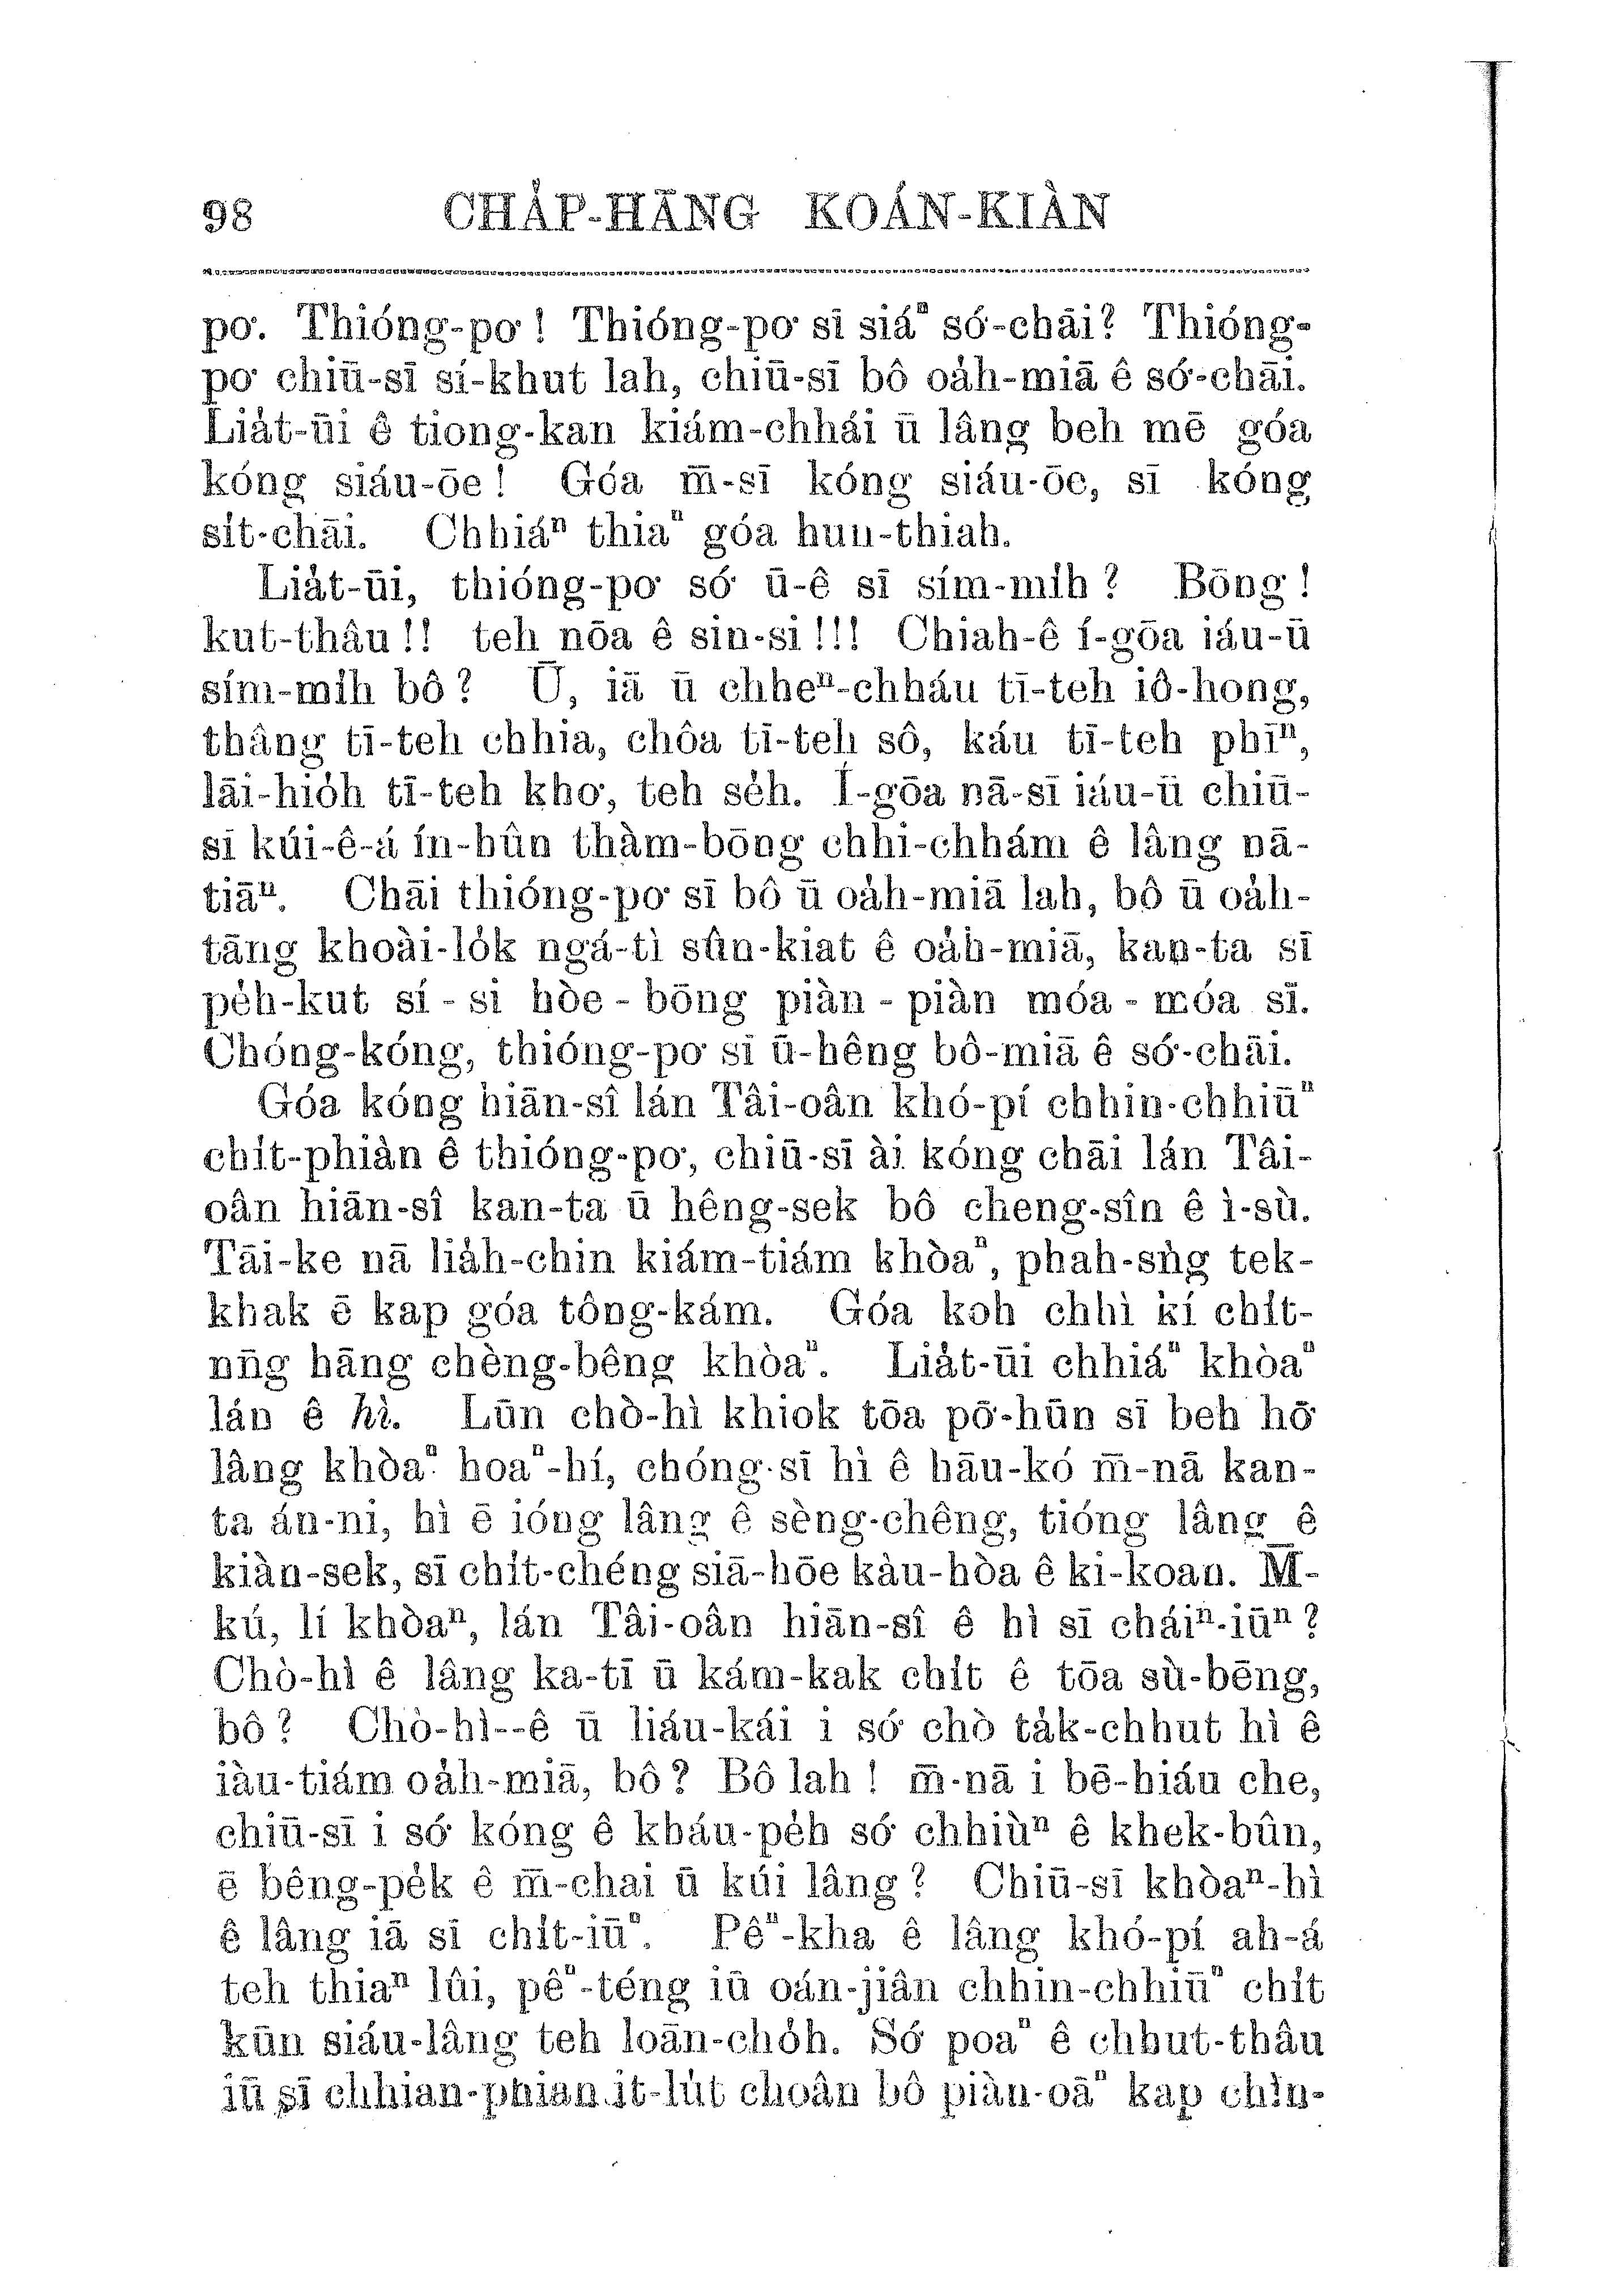 98 CHA̍P-HĀNG KOÁN-KIÀN
po͘. Thióng-po͘! Thióng-po͘ sī siáⁿ só͘-chāi? Thióng-
po͘ chiū-sī sí-khut lah, chiū-sī bô oa̍h-miā ê só͘-chāi.
Lia̍t-ūi ê tiong-kan kiám-chhái ū lâng beh mē góa
kóng siáu-ōe! Góa m̄-sī kóng siáu-ōe, sī kóng
si̍t-chāi. Chhiáⁿ thiaⁿ góa hun-thiah.
Lia̍t-ūi, thióng-po͘ só͘ ū-ê sī sím-mi̍h? Bōng!
kut-thâu!! teh nōa ê sin-si!!! Chiah-ê í-gōa iáu-ū
sím-mi̍h bô? Ū, iā ū chheⁿ-chháu tī-teh iô-hong,
thâng tī-teh chhia, chôa tī-teh sô, káu tī-teh phīⁿ,
lāi-hio̍h tī-teh kho͘, teh se̍h. Í-gōa nā-sī iáu-ū chiū-
sī kúi-ê-á ín-hûn thàm-bōng chhi-chhám ê lâng nā-
tiāⁿ. Chāi thióng-po͘ sī bô ū oa̍h-miā lah, bô ū oa̍h-
tāng khoài-lo̍k ngá-tì sûn-kiat ê oa̍h-miā, kan-ta sī
pe̍h-kut sí-si hòe-bōng piàn-piàn móa-móa sī.
Chóng-kóng, thióng-po͘ sī ū-hêng bô-miā ê só͘-chāi.
Góa kóng hiān-sî lán Tâi-oân khó-pí chhin-chhiūⁿ
chi̍t-phiàn ê thióng-po͘, chiū-sī ài kóng chāi lán Tâi-
oân hiān-sî kan-ta ū hêng-sek bô cheng-sîn ê ì-sù.
Tāi-ke nā lia̍h-chin kiám-tiám khòaⁿ, phah-sǹg tek-
khak ē kap góa tông-kám. Góa koh chhì kí chi̍t-
nn̄g hāng chèng-bêng khòaⁿ. Lia̍t-ūi chhiáⁿ khòaⁿ
lán ê hì. Lūn chò-hì khiok tōa pō͘-hūn sī beh hō͘
lâng khòaⁿ hoaⁿ-hí, chóng-sī hì ê hāu-kó m̄-nā kan-
ta án-ni, hì ē ióng lâng ê sèng-chêng, tióng lâng ê
kiàn-sek, sī chi̍t-chéng siā-hōe kàu-hòa ê ki-koan. M̄-
kú, lí khòaⁿ, lán Tâi-oân hiān-sî ê hì sī cháiⁿ-iūⁿ?
Chò-hì ê lâng ka-tī ū kám-kak chi̍t ê tōa sù-bēng,
bô? Chò-hì--ê ū liáu-kái i só͘ chò ta̍k-chhut hì ê
iàu-tiám oa̍h-miā, bô? Bô lah! m̄-nā i bē-hiáu che,
chiū-sī i só͘ kóng ê kháu-pe̍h só͘ chhiùⁿ ê khek-bûn,
ē bêng-pe̍k ê m̄-chai ū kúi lâng? Chiū-sī khòaⁿ-hì
ê lâng iā sī chi̍t-iūⁿ. Pêⁿ-kha ê lâng khó-pí ah-á
teh thiaⁿ lûi, pêⁿ-téng iū oán-jiân chhin-chhiūⁿ chi̍t
kūn siáu-lâng teh loān-chóh. Só͘ poaⁿ ê chhut-thâu
iū sī chhian-phian it-lu̍t choân bô piàn-oāⁿ kap chìn-